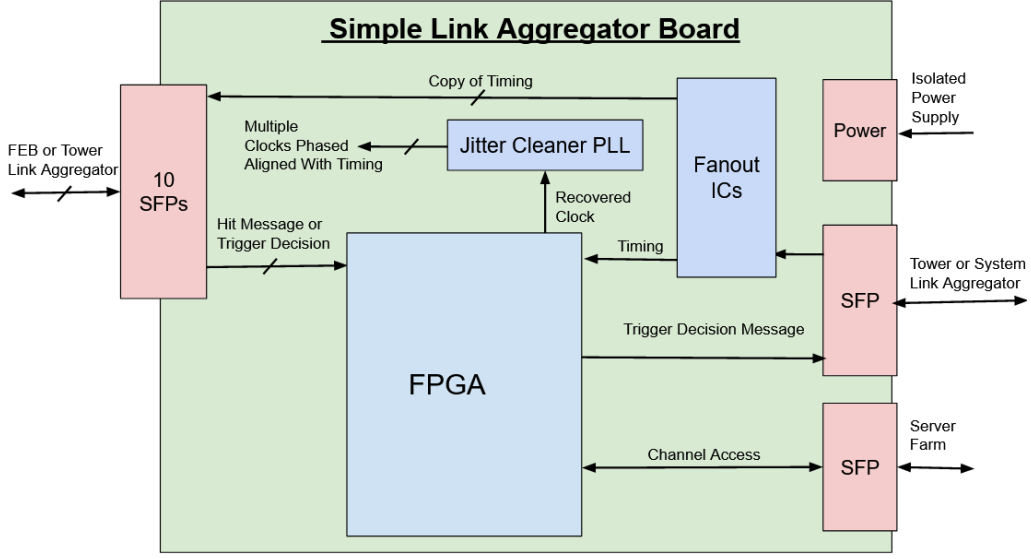 Simple Link Aggregator Board
Copy of Timing
Isolated
Power
Supply
Power
Multiple
Clocks Phased
Aligned With Timing
Jitter Cleaner PLL
Fanout
ICs
FEB or Tower
Link Aggregator
10
SFPs
Recovered
Clock
Hit Message or
Trigger Decision
Timing
Tower or System
Link Aggregator
SFP
Trigger Decision Message
FPGA
Server
Farm
Channel Access
SFP